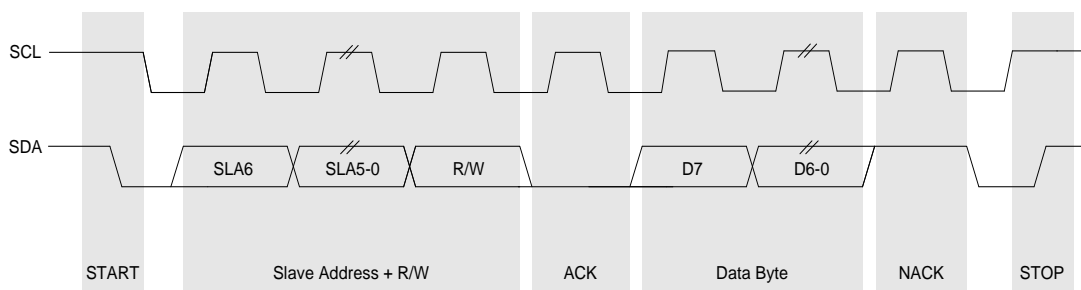 SCL
SDA
SLA6 SLA5-0 R/W D7 D6-0
START Slave Address + R/W ACK Data Byte NACK STOP